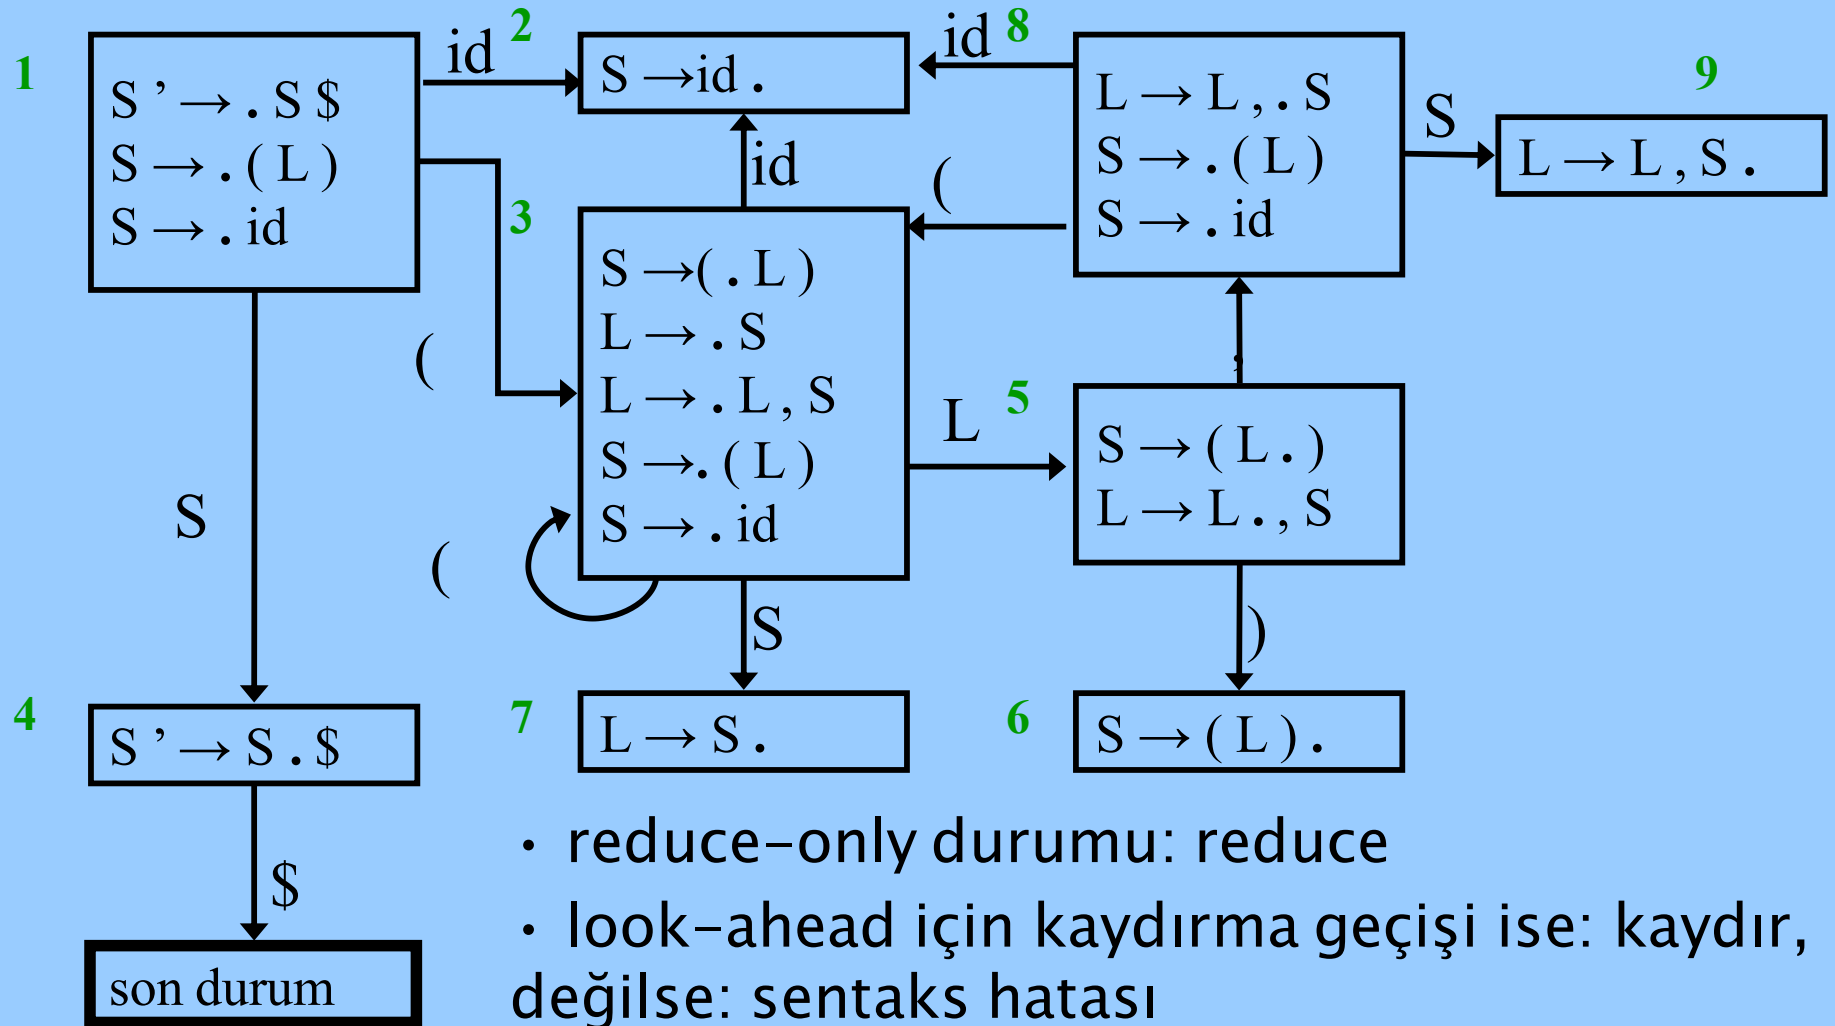 1
S ’ → . S $
S → . ( L )
S → . id
id
2
S → id .
id
8
L → L , . S
S → . ( L )
S → . id
S
9
L → L , S .
id
(
3
S → ( . L )
L → . S
L → . L , S
S → . ( L )
S → . id
(
(
L
5
S → ( L . )
L → L . , S
,
S
S
)
4
S ’ → S . $
7
L → S .
6
S → ( L ) .
$
son durum
• reduce-only durumu: reduce
• look-ahead için kaydırma geçişi ise: kaydır,
değilse: sentaks hatası